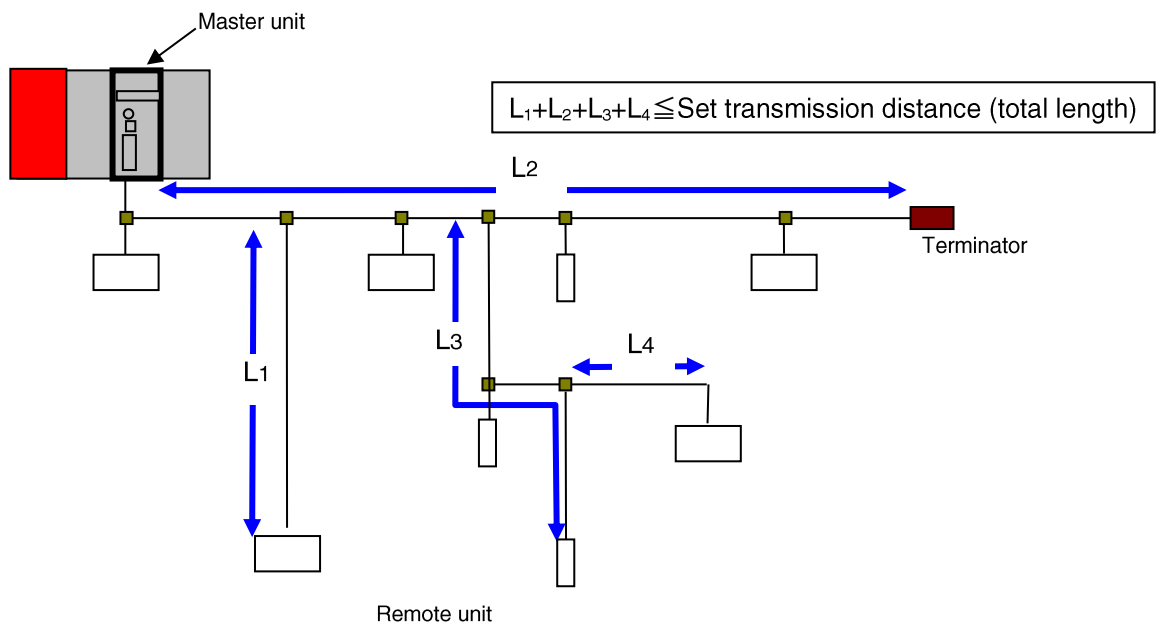 Master unit
L1+L2+L3+L4≦Set transmission distance (total length)
L2
Terminator
L3
L4
L1
Remote unit